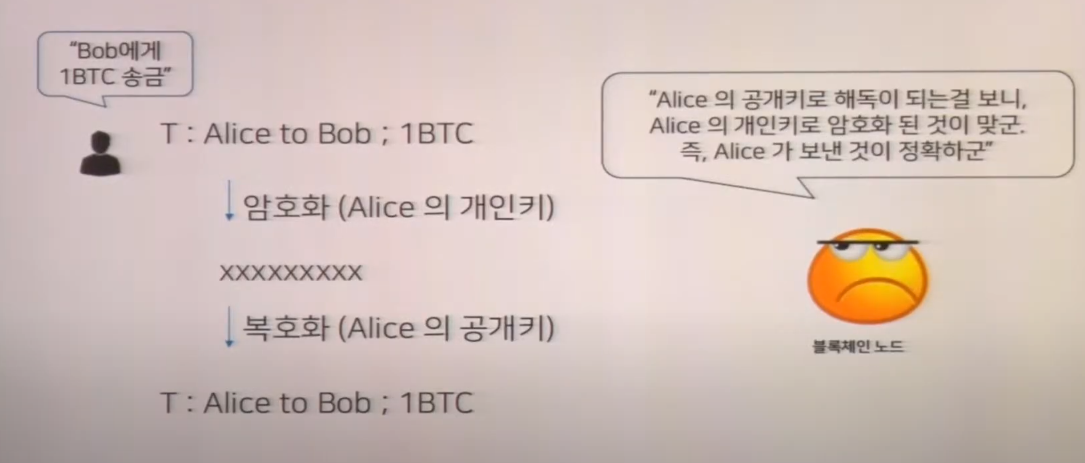 “Bob에게
1BTC 송금”
T : Alice to Bob ; 1BTC
암호화 (Alice 의 개인키)
xxxxxxxxx
복호화 (Alice 의 공개키)
T : Alice to Bob ; 1BTC
“Alice 의 공개키로 해독이 되는걸 보니,
Alice 의 개인키로 암호화 된 것이 맞군.
즉, Alice 가 보낸 것이 정확하군”
블록체인 노드